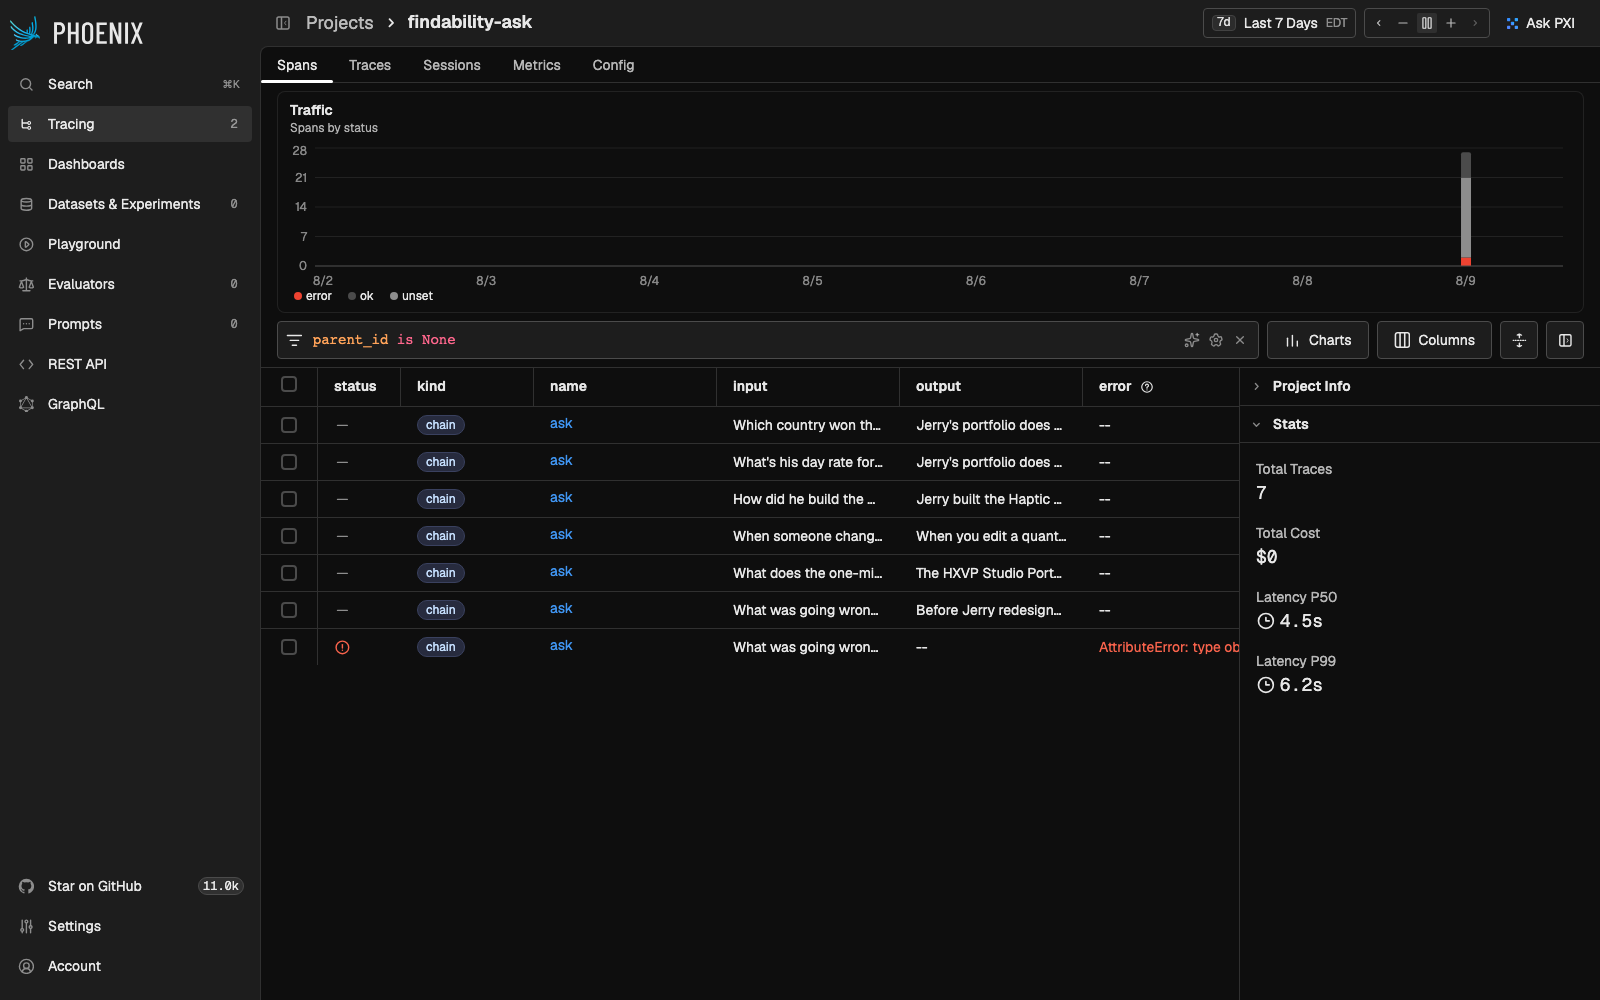 PHOENIX
Projects > findability-ask
7d Last 7 Days EDT
Ask PXI
Search ⌘K
Tracing 2
Dashboards
Datasets & Experiments 0
Playground
Evaluators 0
Prompts 0
REST API
GraphQL
Star on GitHub 11.0k
Settings
Account
Spans Traces Sessions Metrics Config
Traffic
Spans by status
28
21
14
7
0
8/2 8/3 8/4 8/5 8/6 8/7 8/8 8/9
error ok unset
parent_id is None
Charts
Columns
status kind name input output error
— chain ask Which country won th... Jerry's portfolio does ... --
— chain ask What's his day rate for... Jerry's portfolio does ... --
— chain ask How did he build the ... Jerry built the Haptic ... --
— chain ask When someone chang... When you edit a quant... --
— chain ask What does the one-mi... The HXVP Studio Port... --
— chain ask What was going wron... Before Jerry redesign... --
chain ask What was going wron... -- AttributeError: type ob
Project Info
Stats
Total Traces
7
Total Cost
$0
Latency P50
4.5s
Latency P99
6.2s